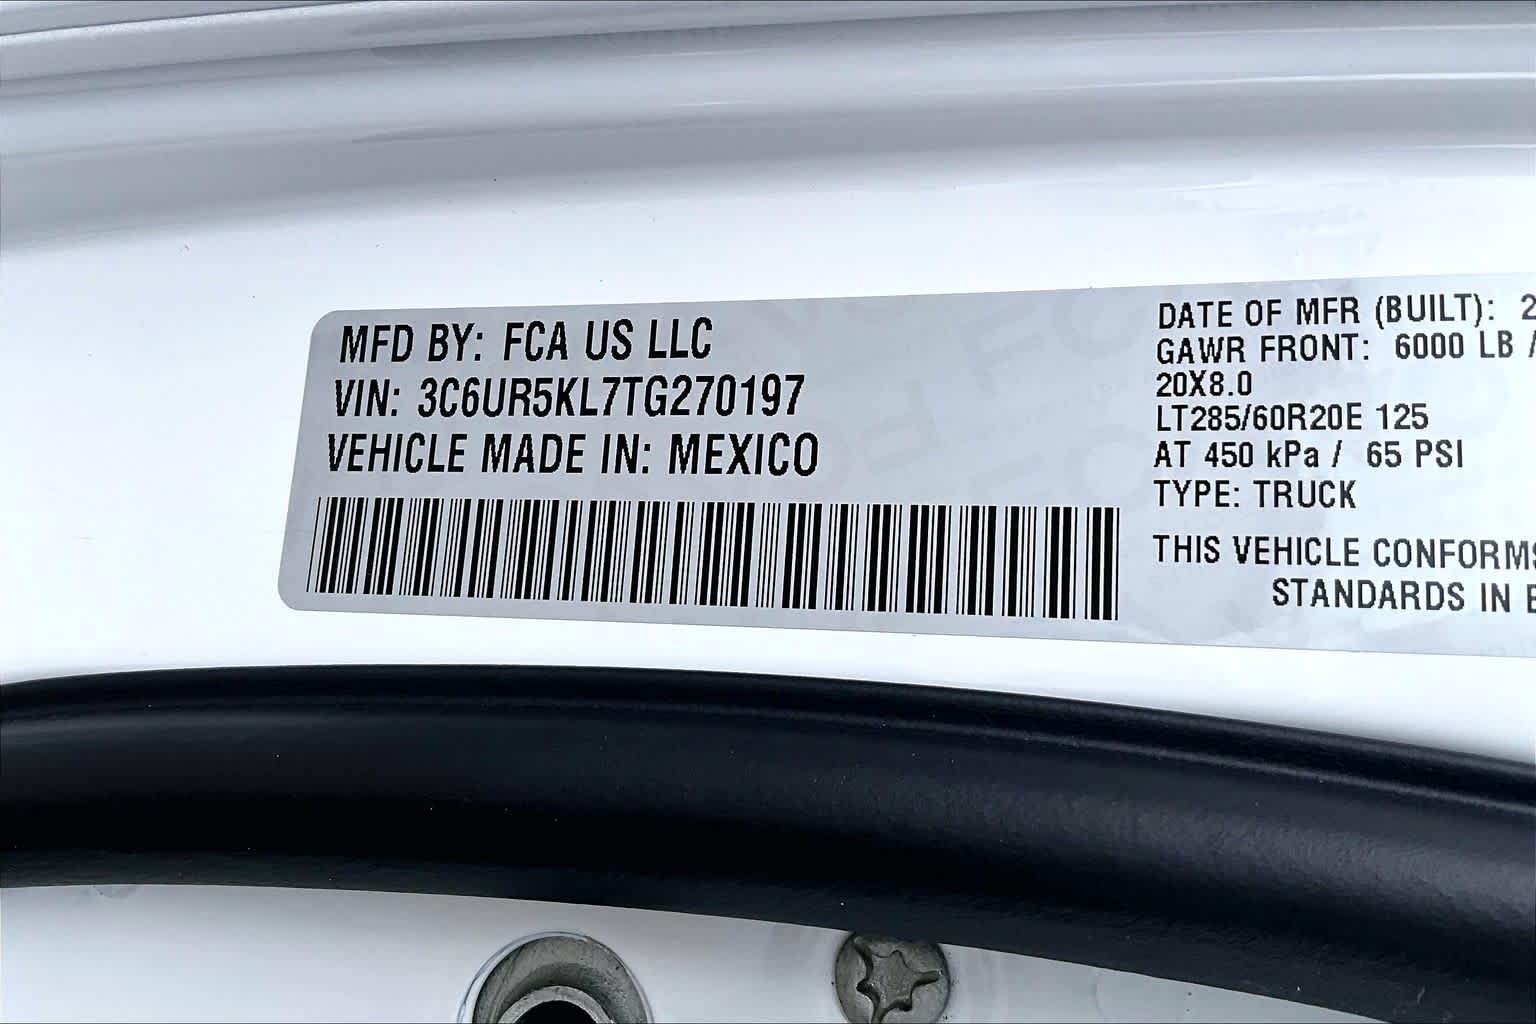 MFD BY: FCA US LLC
VIN: 3C6UR5KL7TG270197
VEHICLE MADE IN: MEXICO
DATE OF MFR (BUILT): 2
GAWR FRONT: 6000 LB /
20X8.0
LT285/60R20E 125
AT 450 kPa / 65 PSI
TYPE: TRUCK
THIS VEHICLE CONFORMS
STANDARDS IN E